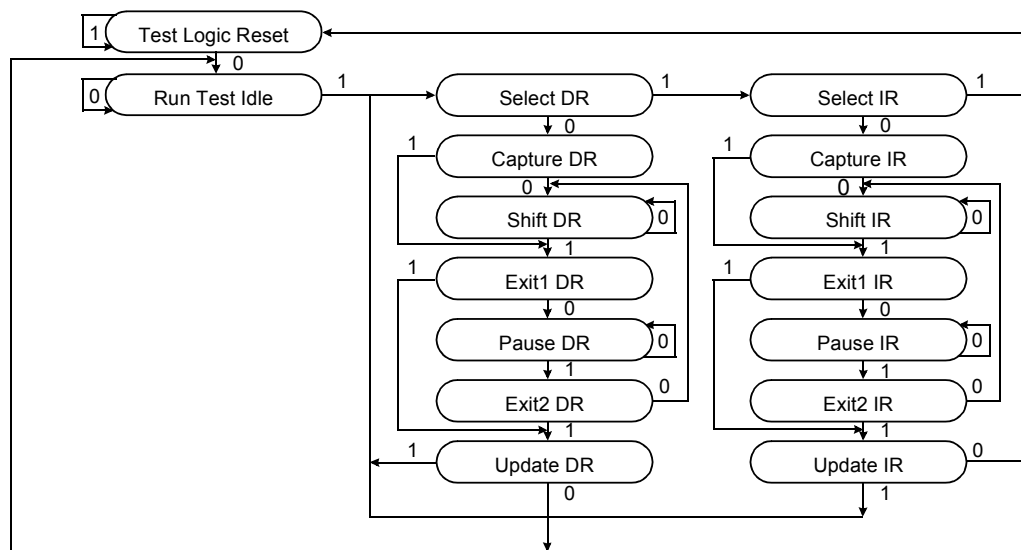 1
Test Logic Reset
0
0
Run Test Idle
1
Select DR
1
Select IR
1
0
0
1
Capture DR
1
Capture IR
0
0
Shift DR
0
Shift IR
0
1
1
1
Exit1 DR
1
Exit1 IR
0
0
Pause DR
0
Pause IR
0
1
1
Exit2 DR
0
Exit2 IR
0
1
1
1
Update DR
Update IR
0
0
1